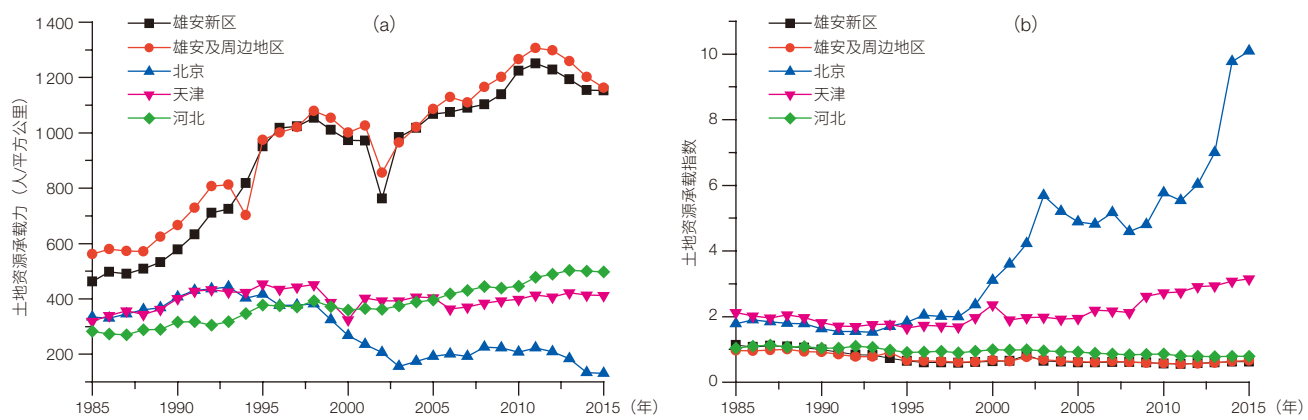 (a)
雄安新区
雄安及周边地区
北京
天津
河北
土地资源承载力（人/平方公里）
1 400
1 200
1 000
800
600
400
200
1985 1990 1995 2000 2005 2010 2015 (年)
(b)
雄安新区
雄安及周边地区
北京
天津
河北
土地资源承载指数
10
8
6
4
2
0
1985 1990 1995 2000 2005 2010 2015 (年)